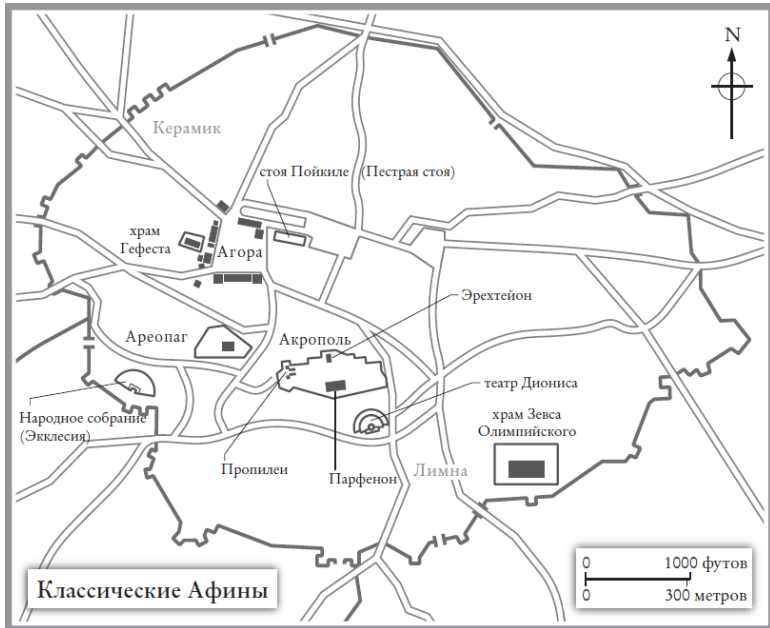 N
Керамик
стоя Пойкиле (Пестрая стоя)
храм
Гефеста
Агора
Эрехтейон
Ареопаг
Акрополь
театр Диониса
Народное собрание
(Экклесия)
храм Зевса
Олимпийского
Пропилеи
Парфенон
Лимна
Классические Афины
0 1000 футов
0 300 метров